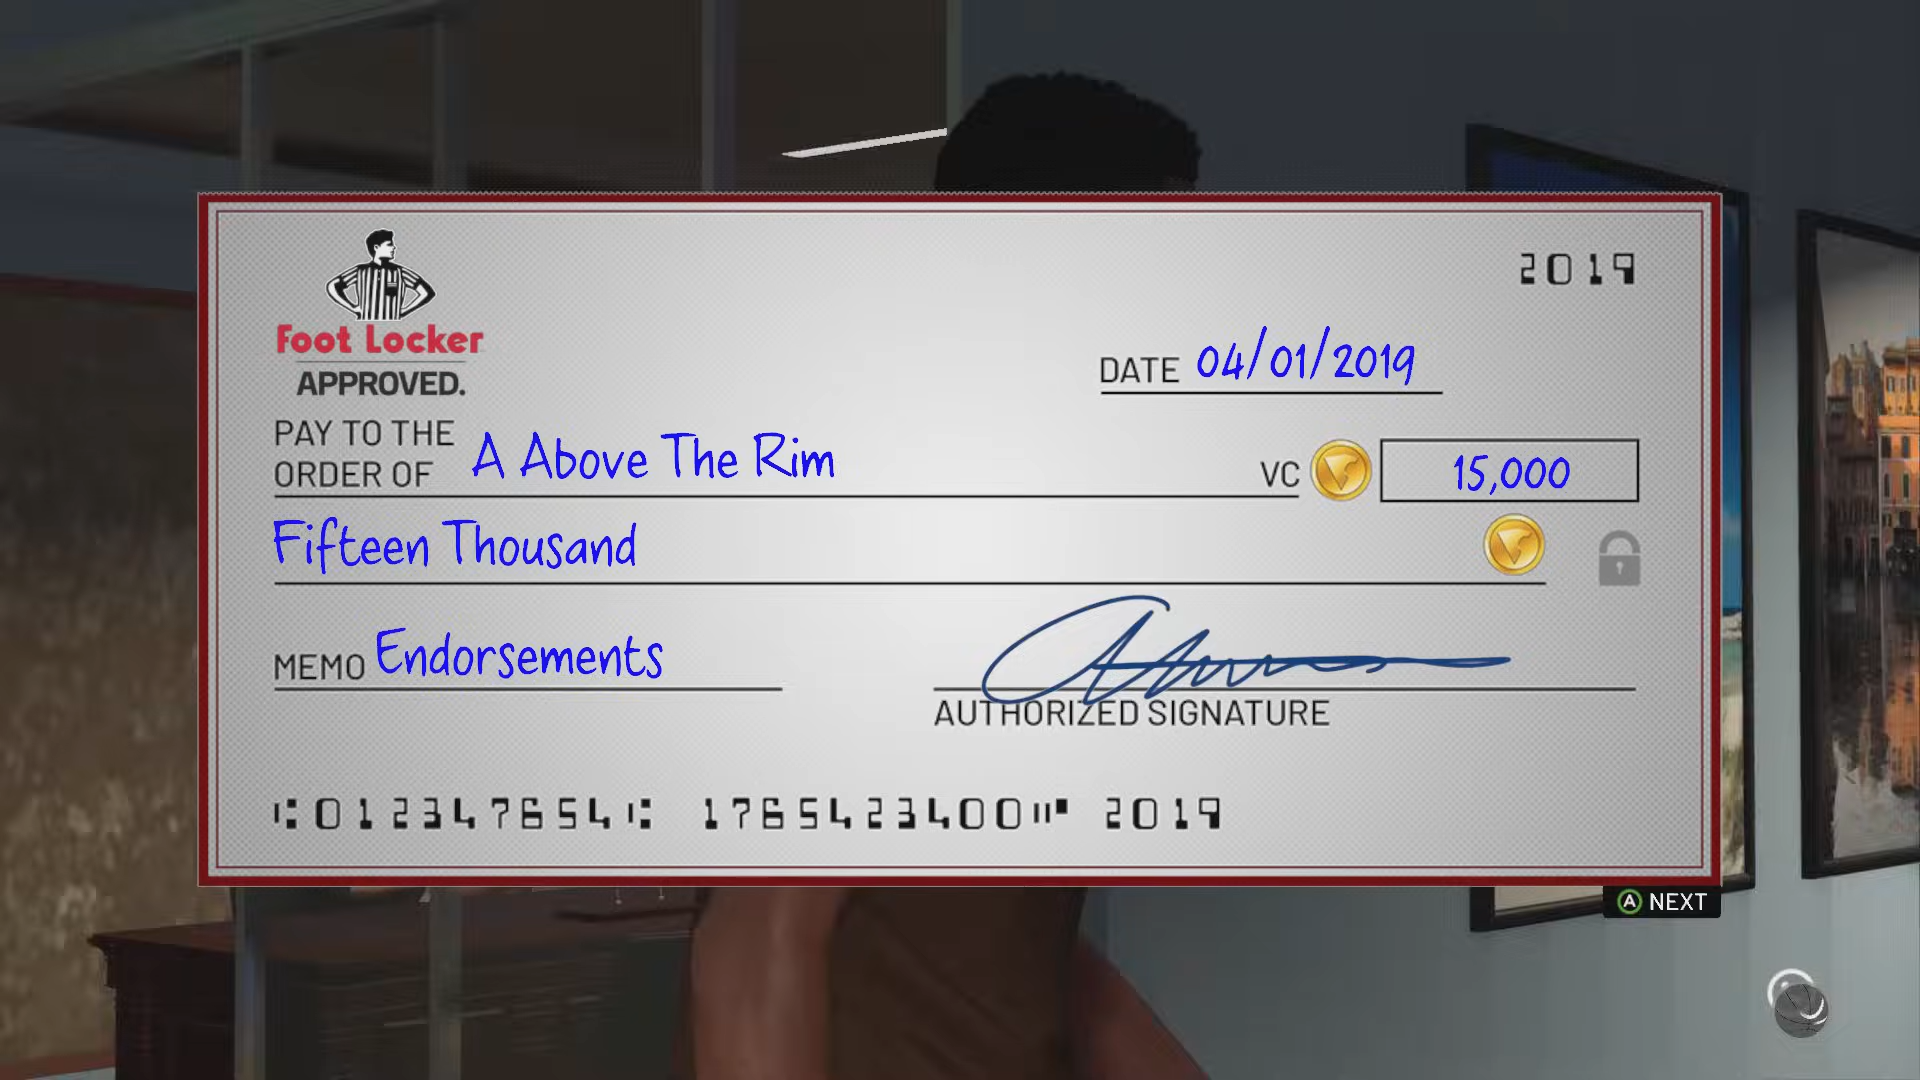 2019
Foot Locker
APPROVED.
DATE 04/01/2019
PAY TO THE
ORDER OF A Above The Rim VC 15,000
Fifteen Thousand
MEMO Endorsements
AUTHORIZED SIGNATURE
⑆012347654⑆ 1765423400⑈ 2019
A NEXT